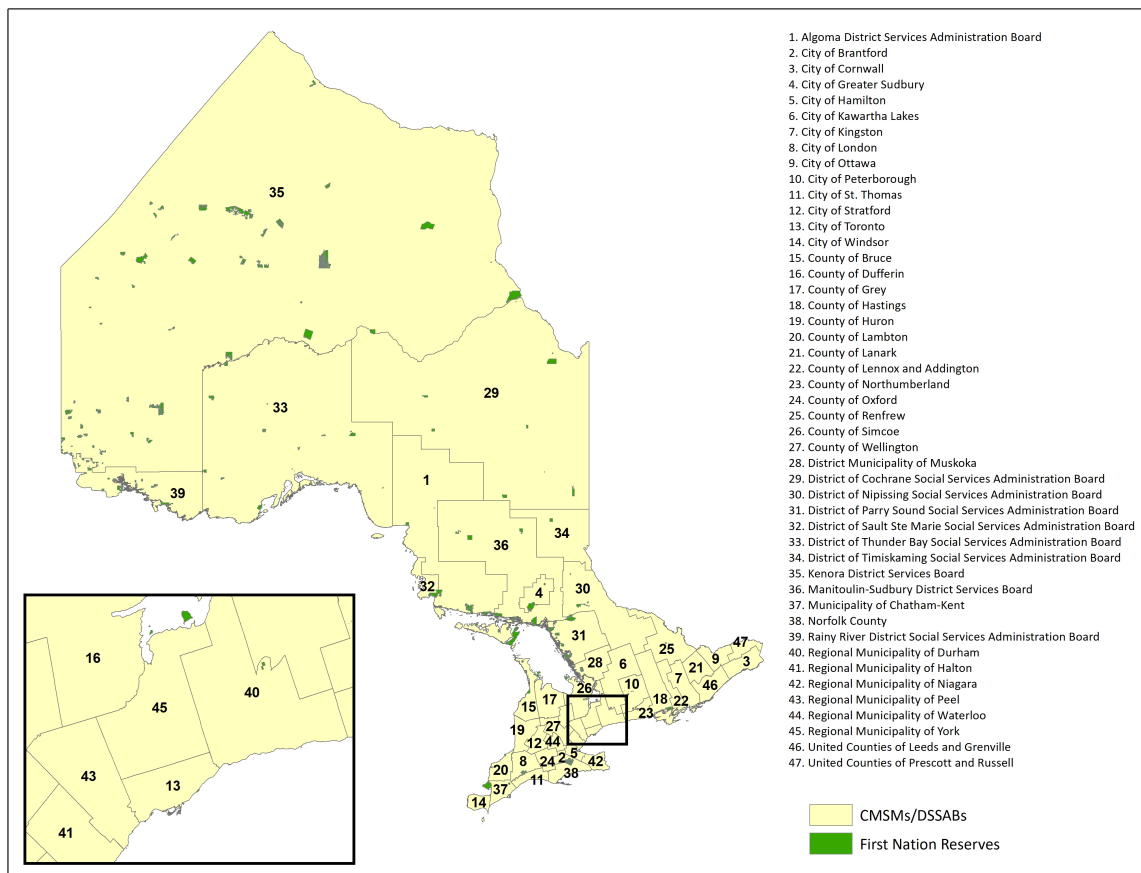 1. Algoma District Services Administration Board
2. City of Brantford
3. City of Cornwall
4. City of Greater Sudbury
5. City of Hamilton
6. City of Kawartha Lakes
7. City of Kingston
8. City of London
9. City of Ottawa
10. City of Peterborough
11. City of St. Thomas
12. City of Stratford
13. City of Toronto
14. City of Windsor
15. County of Bruce
16. County of Dufferin
17. County of Grey
18. County of Hastings
19. County of Huron
20. County of Lambton
21. County of Lanark
22. County of Lennox and Addington
23. County of Northumberland
24. County of Oxford
25. County of Renfrew
26. County of Simcoe
27. County of Wellington
28. District Municipality of Muskoka
29. District of Cochrane Social Services Administration Board
30. District of Nipissing Social Services Administration Board
31. District of Parry Sound Social Services Administration Board
32. District of Sault Ste Marie Social Services Administration Board
33. District of Thunder Bay Social Services Administration Board
34. District of Timiskaming Social Services Administration Board
35. Kenora District Services Board
36. Manitoulin-Sudbury District Services Board
37. Municipality of Chatham-Kent
38. Norfolk County
39. Rainy River District Social Services Administration Board
40. Regional Municipality of Durham
41. Regional Municipality of Halton
42. Regional Municipality of Niagara
43. Regional Municipality of Peel
44. Regional Municipality of Waterloo
45. Regional Municipality of York
46. United Counties of Leeds and Grenville
47. United Counties of Prescott and Russell
CMSMs/DSSABs
First Nation Reserves
35
29
33
1
39
36
34
32
4
30
31
25
47
9
3
21
28
6
7
46
10
26
18
22
23
15
17
19
27
12
44
5
2
8
24
42
20
38
37
11
14
16
40
45
43
13
41